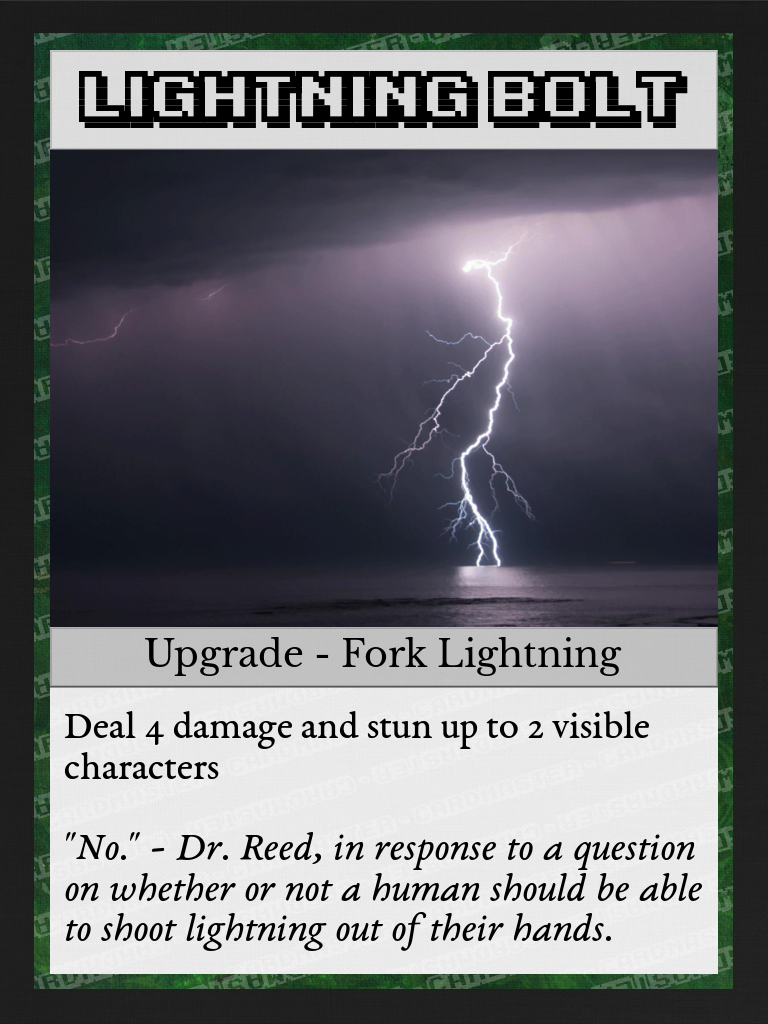 LIGHTNING BOLT
Upgrade - Fork Lightning
Deal 4 damage and stun up to 2 visible
characters
"No." - Dr. Reed, in response to a question
on whether or not a human should be able
to shoot lightning out of their hands.